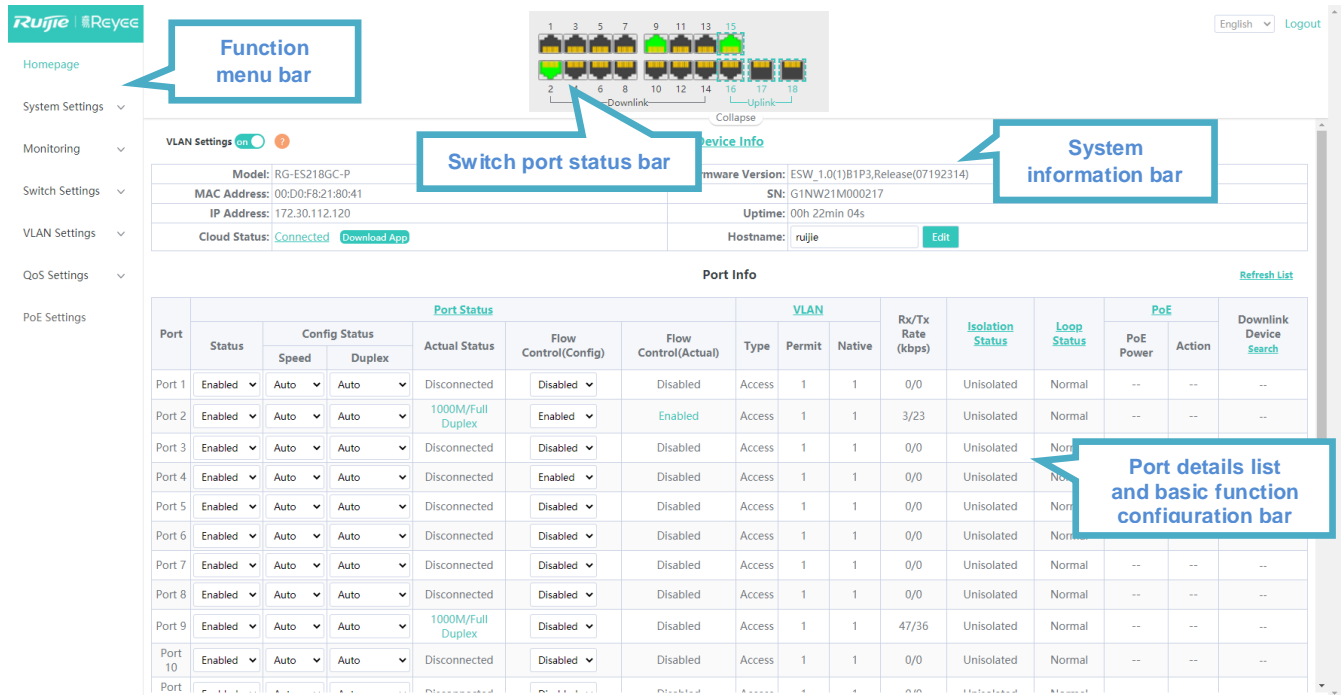 Ruijie | Reyee
Function
menu bar
Homepage
System Settings
Monitoring
Switch Settings
VLAN Settings
QoS Settings
PoE Settings
1 3 5 7 9 11 13 15
2 6 8 10 12 14 16 17 18
Downlink Uplink
Collapse
English Logout
VLAN Settings on ?
Switch port status bar
Device Info
System
information bar
Model: RG-ES218GC-P
Firmware Version: ESW_1.0(1)B1P3,Release(07192314)
MAC Address: 00:D0:F8:21:80:41 SN: G1NW21M000217
IP Address: 172.30.112.120 Uptime: 00h 22min 04s
Cloud Status: Connected Download App Hostname: ruijie Edit
Port Info Refresh List
Port Port Status VLAN Rx/Tx Rate (kbps) Isolation Status Loop Status PoE Downlink Device Search
Status Config Status Actual Status Flow Control(Config) Flow Control(Actual) Type Permit Native PoE Power Action
Speed Duplex
Port 1 Enabled Auto Auto Disconnected Disabled Disabled Access 1 1 0/0 Unisolated Normal -- -- --
Port 2 Enabled Auto Auto 1000M/Full Duplex Enabled Enabled Access 1 1 3/23 Unisolated Normal -- -- --
Port 3 Enabled Auto Auto Disconnected Disabled Disabled Access 1 1 0/0 Unisolated
Port 4 Enabled Auto Auto Disconnected Enabled Disabled Access 1 1 0/0 Unisolated
Port 5 Enabled Auto Auto Disconnected Disabled Disabled Access 1 1 0/0 Unisolated
Port 6 Enabled Auto Auto Disconnected Disabled Disabled Access 1 1 0/0 Unisolated
Port details list
and basic function
configuration bar
Port 7 Enabled Auto Auto Disconnected Disabled Disabled Access 1 1 0/0 Unisolated Normal -- -- --
Port 8 Enabled Auto Auto Disconnected Disabled Disabled Access 1 1 0/0 Unisolated Normal -- -- --
Port 9 Enabled Auto Auto 1000M/Full Duplex Disabled Disabled Access 1 1 47/36 Unisolated Normal -- -- --
Port 10 Enabled Auto Auto Disconnected Disabled Disabled Access 1 1 0/0 Unisolated Normal -- -- --
Port